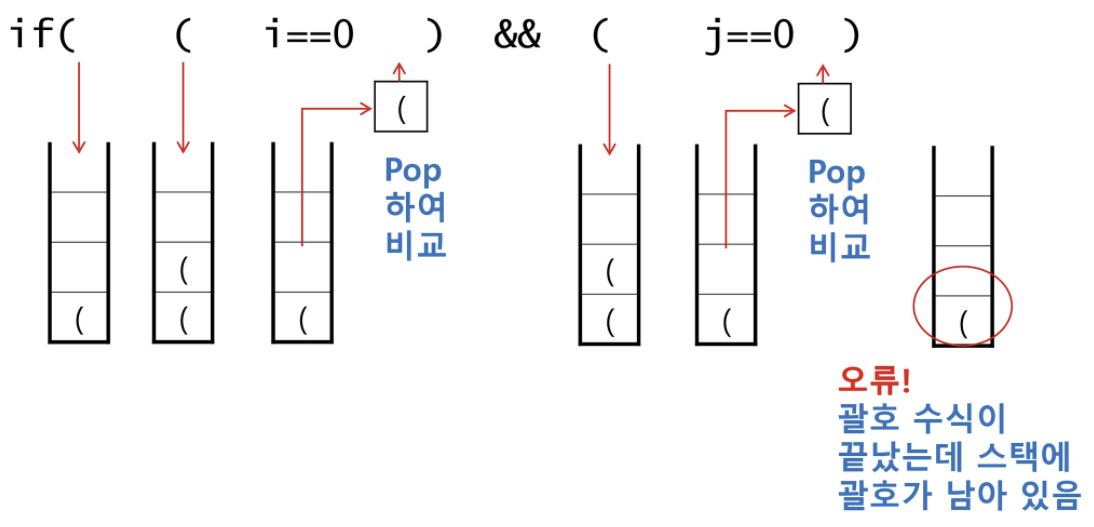 if( ( i==0 ) && ( j==0 )
( (
Pop
하여
비교
Pop
하여
비교
( (
( ( ( ( ( (
오류!
괄호 수식이
끝났는데 스택에
괄호가 남아 있음